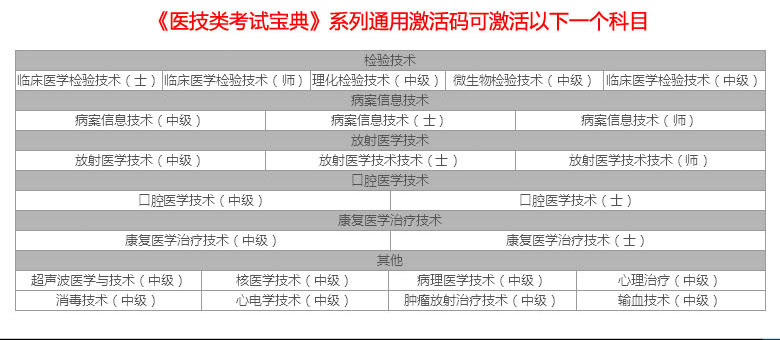 《医技类考试宝典》系列通用激活码可激活以下一个科目
检验技术
临床医学检验技术（士） 临床医学检验技术（师） 理化检验技术（中级） 微生物检验技术（中级） 临床医学检验技术（中级）
病案信息技术
病案信息技术（中级） 病案信息技术（士） 病案信息技术（师）
放射医学技术
放射医学技术（中级） 放射医学技术技术（士） 放射医学技术技术（师）
口腔医学技术
口腔医学技术（中级） 口腔医学技术（士）
康复医学治疗技术
康复医学治疗技术（中级） 康复医学治疗技术（士）
其他
超声波医学与技术（中级） 核医学技术（中级） 病理医学技术（中级） 心理治疗（中级）
消毒技术（中级） 心电学技术（中级） 肿瘤放射治疗技术（中级） 输血技术（中级）